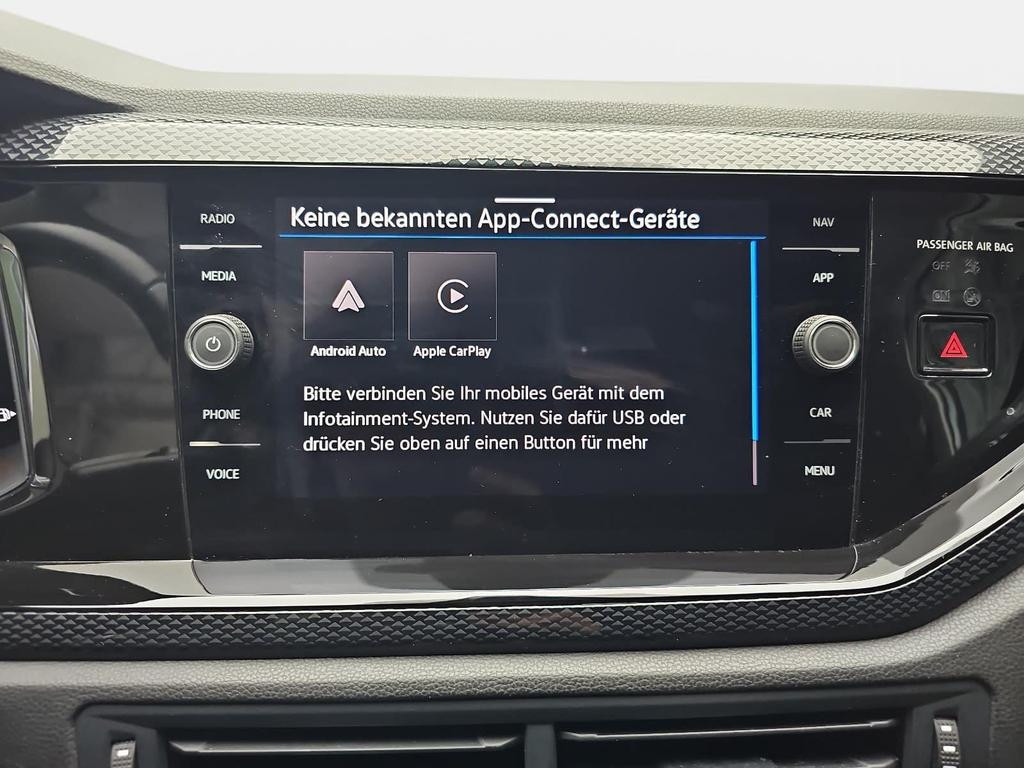 RADIO
MEDIA
PHONE
VOICE
Keine bekannten App-Connect-Geräte
Android Auto
Apple CarPlay
Bitte verbinden Sie Ihr mobiles Gerät mit dem
Infotainment-System. Nutzen Sie dafür USB oder
drücken Sie oben auf einen Button für mehr
NAV
APP
CAR
MENU
PASSENGER AIR BAG
OFF
ON